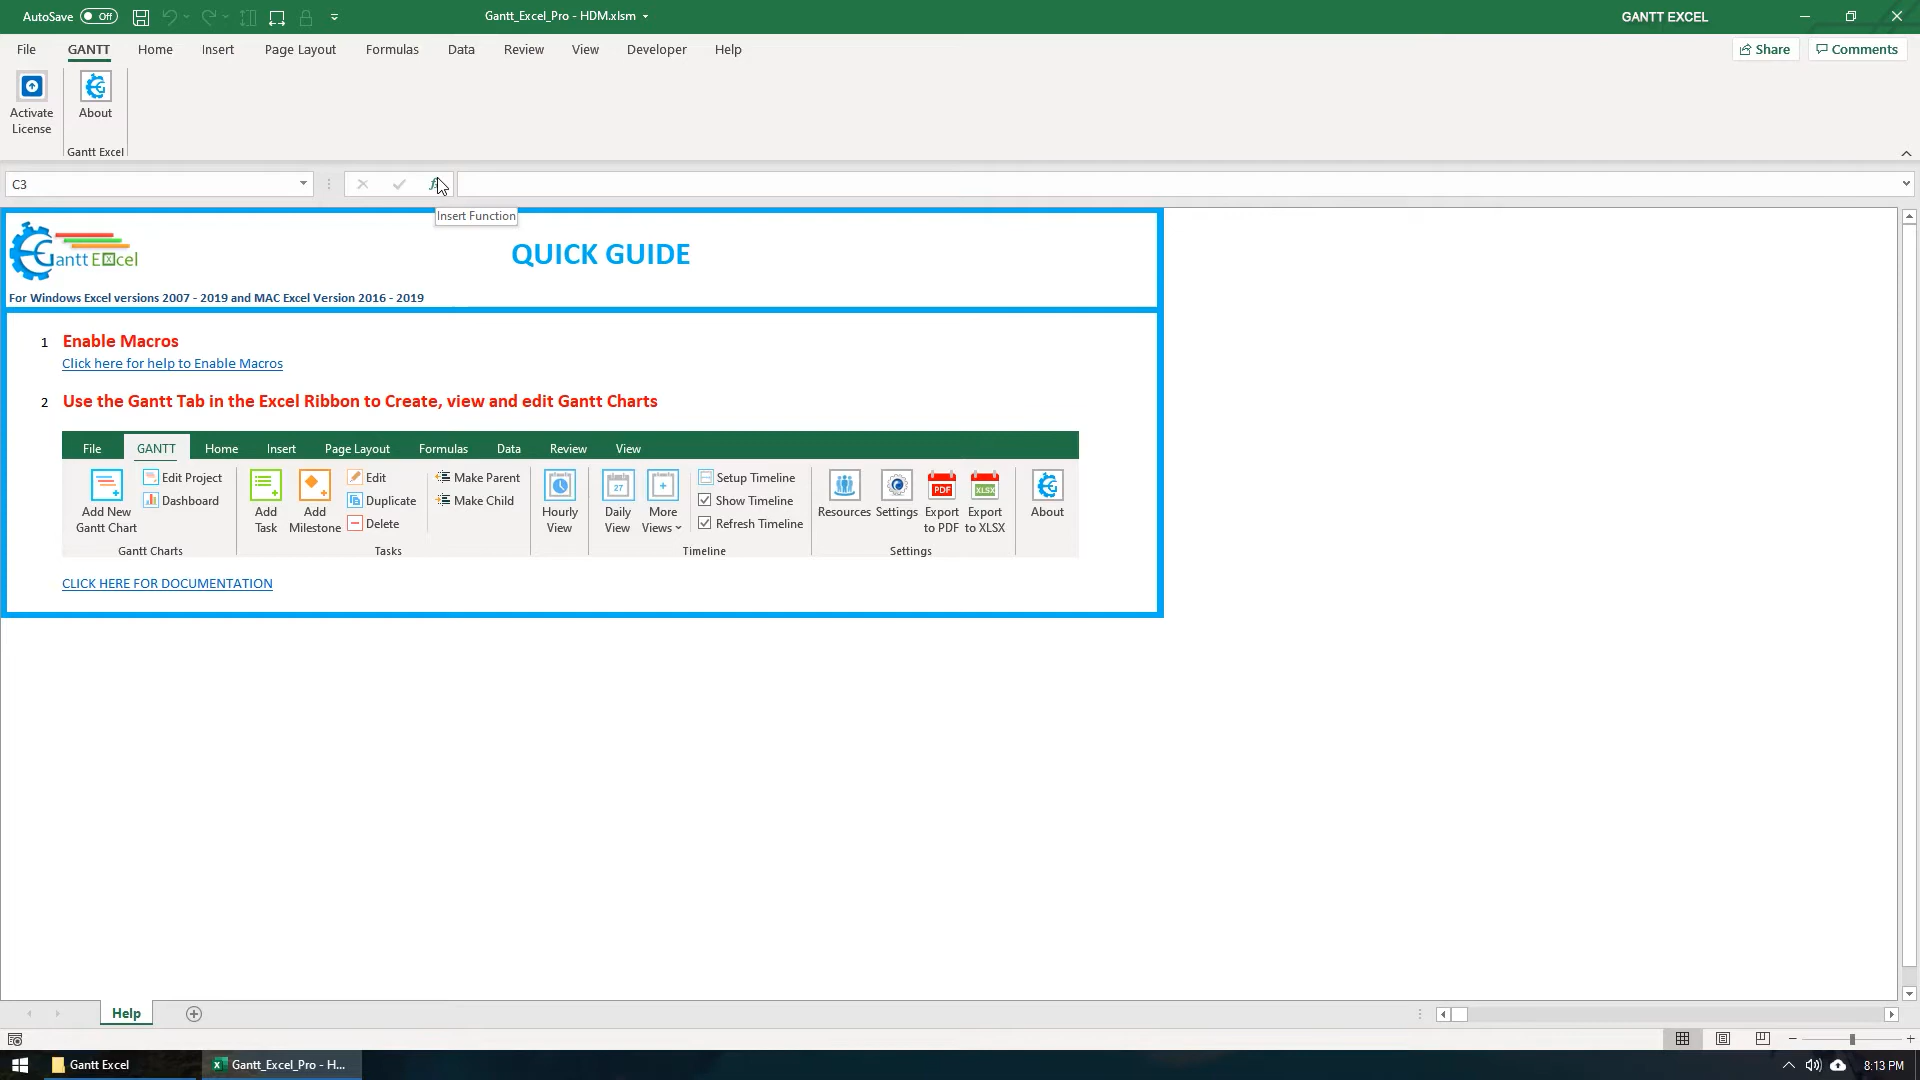 AutoSave Off
Gantt_Excel_Pro - HDM.xlsm
GANTT EXCEL
File GANTT Home Insert Page Layout Formulas Data Review View Developer Help
Share Comments
Activate License
About
Gantt Excel
C3
Insert Function
Gantt Excel
QUICK GUIDE
For Windows Excel versions 2007 - 2019 and MAC Excel Version 2016 - 2019
1 Enable Macros
Click here for help to Enable Macros
2 Use the Gantt Tab in the Excel Ribbon to Create, view and edit Gantt Charts
File GANTT Home Insert Page Layout Formulas Data Review View
Add New Gantt Chart
Edit Project
Dashboard
Gantt Charts
Add Task
Add Milestone
Edit
Duplicate
Delete
Make Parent
Make Child
Tasks
Hourly View
27
Daily View
More Views
Setup Timeline
Show Timeline
Refresh Timeline
Timeline
Resources
Settings
PDF
Export to PDF
XLSX
Export to XLSX
Settings
About
CLICK HERE FOR DOCUMENTATION
Help
Gantt Excel
Gantt_Excel_Pro - H...
8:13 PM